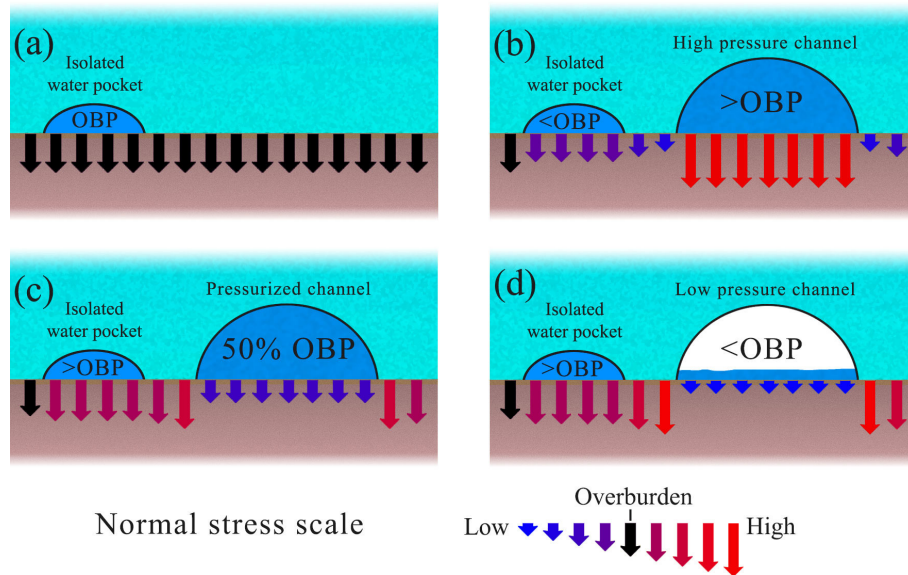 (a)
Isolated
water pocket
OBP
(b)
High pressure channel
Isolated
water pocket
<OBP
>OBP
(c)
Pressurized channel
Isolated
water pocket
>OBP
50% OBP
(d)
Low pressure channel
Isolated
water pocket
>OBP
<OBP
Normal stress scale
Overburden
Low
High